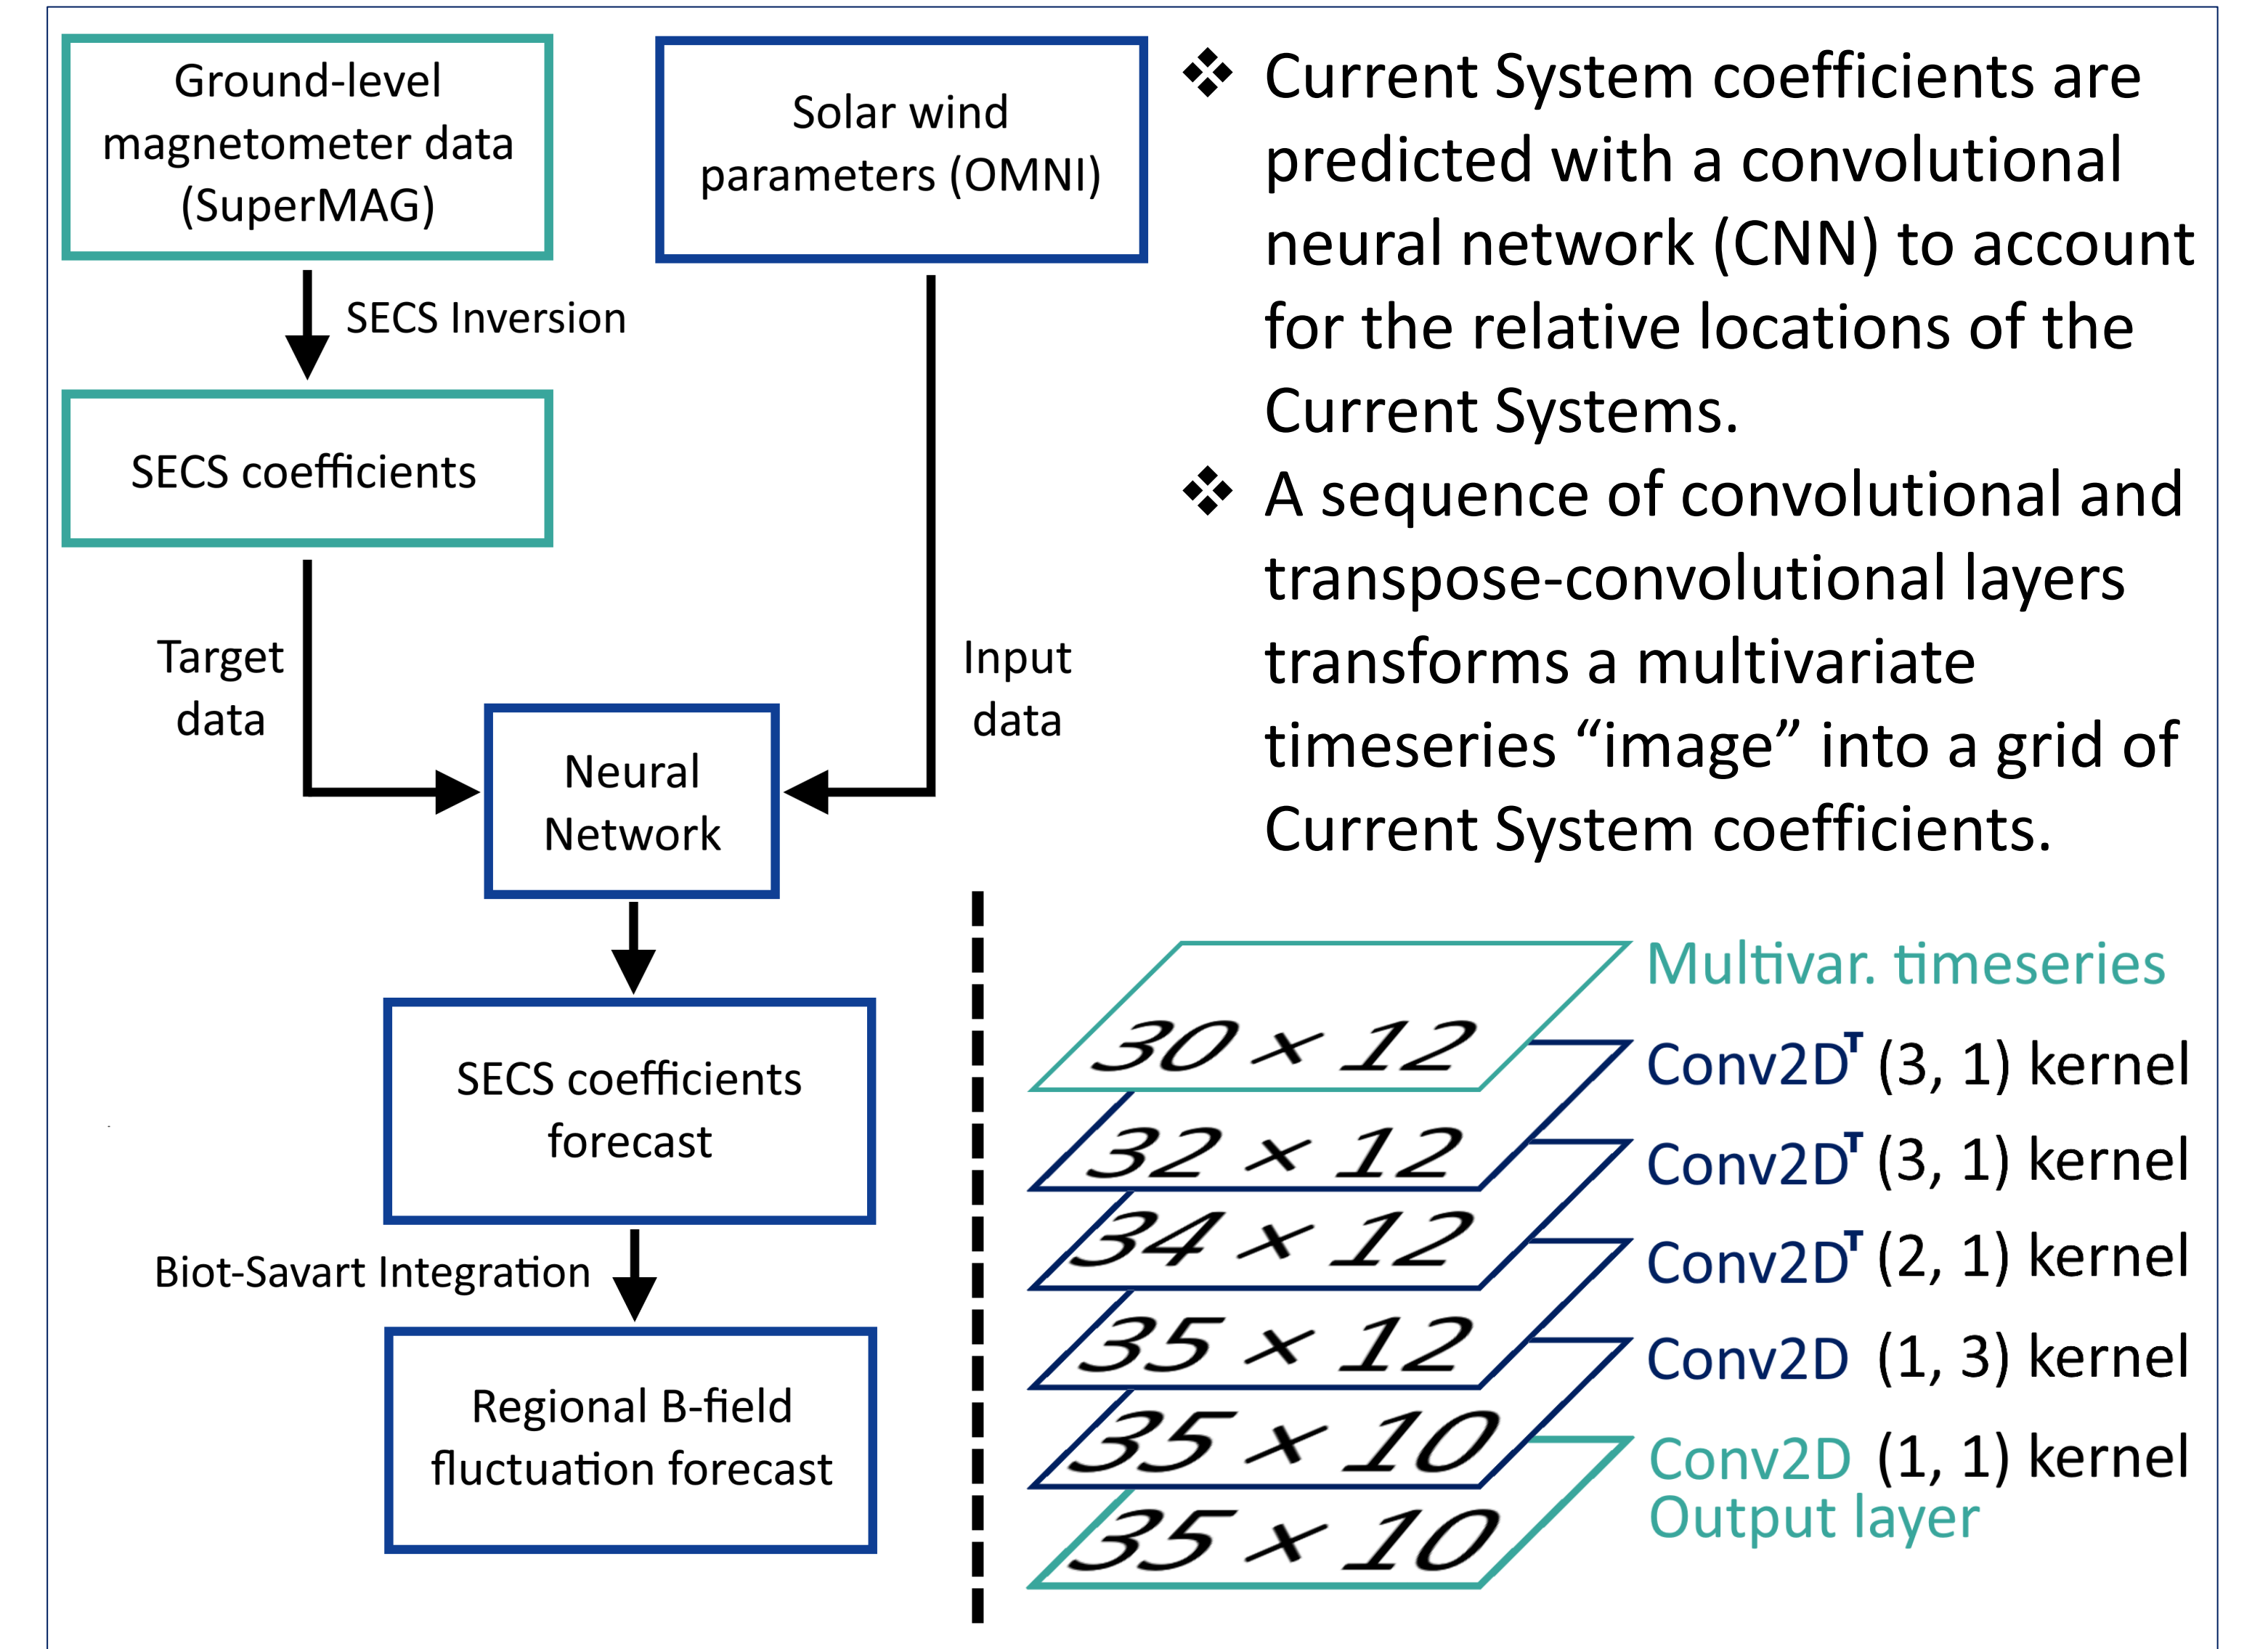 Ground-level
magnetometer data
(SuperMAG)
Solar wind
parameters (OMNI)
SECS Inversion
SECS coefficients
Target
data
Input
data
Neural
Network
SECS coefficients
forecast
Biot-Savart Integration
Regional B-field
fluctuation forecast
❖ Current System coefficients are
predicted with a convolutional
neural network (CNN) to account
for the relative locations of the
Current Systems.
❖ A sequence of convolutional and
transpose-convolutional layers
transforms a multivariate
timeseries “image” into a grid of
Current System coefficients.
30 × 12 Multivar. timeseries
32 × 12 Conv2Dᵀ (3, 1) kernel
34 × 12 Conv2Dᵀ (3, 1) kernel
35 × 12 Conv2Dᵀ (2, 1) kernel
35 × 10 Conv2D (1, 3) kernel
35 × 10 Conv2D (1, 1) kernel
Output layer